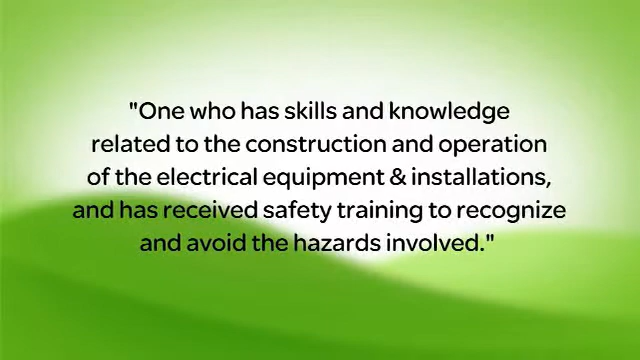 "One who has skills and knowledge
related to the construction and operation
of the electrical equipment & installations,
and has received safety training to recognize
and avoid the hazards involved."